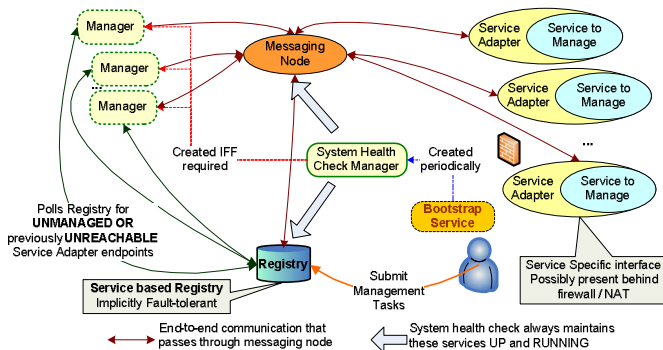 Manager
Manager
...
Manager
Messaging
Node
Service
Adapter
Service to
Manage
Service
Adapter
Service to
Manage
...
Service
Adapter
Service to
Manage
Created IFF
required
System Health
Check Manager
Created
periodically
Bootstrap
Service
Polls Registry for
UNMANAGED OR
previously UNREACHABLE
Service Adapter endpoints
Registry
Service based Registry
Implicitly Fault-tolerant
Submit
Management
Tasks
Service Specific interface
Possibly present behind
firewall / NAT
End-to-end communication that
passes through messaging node
System health check always maintains
these services UP and RUNNING